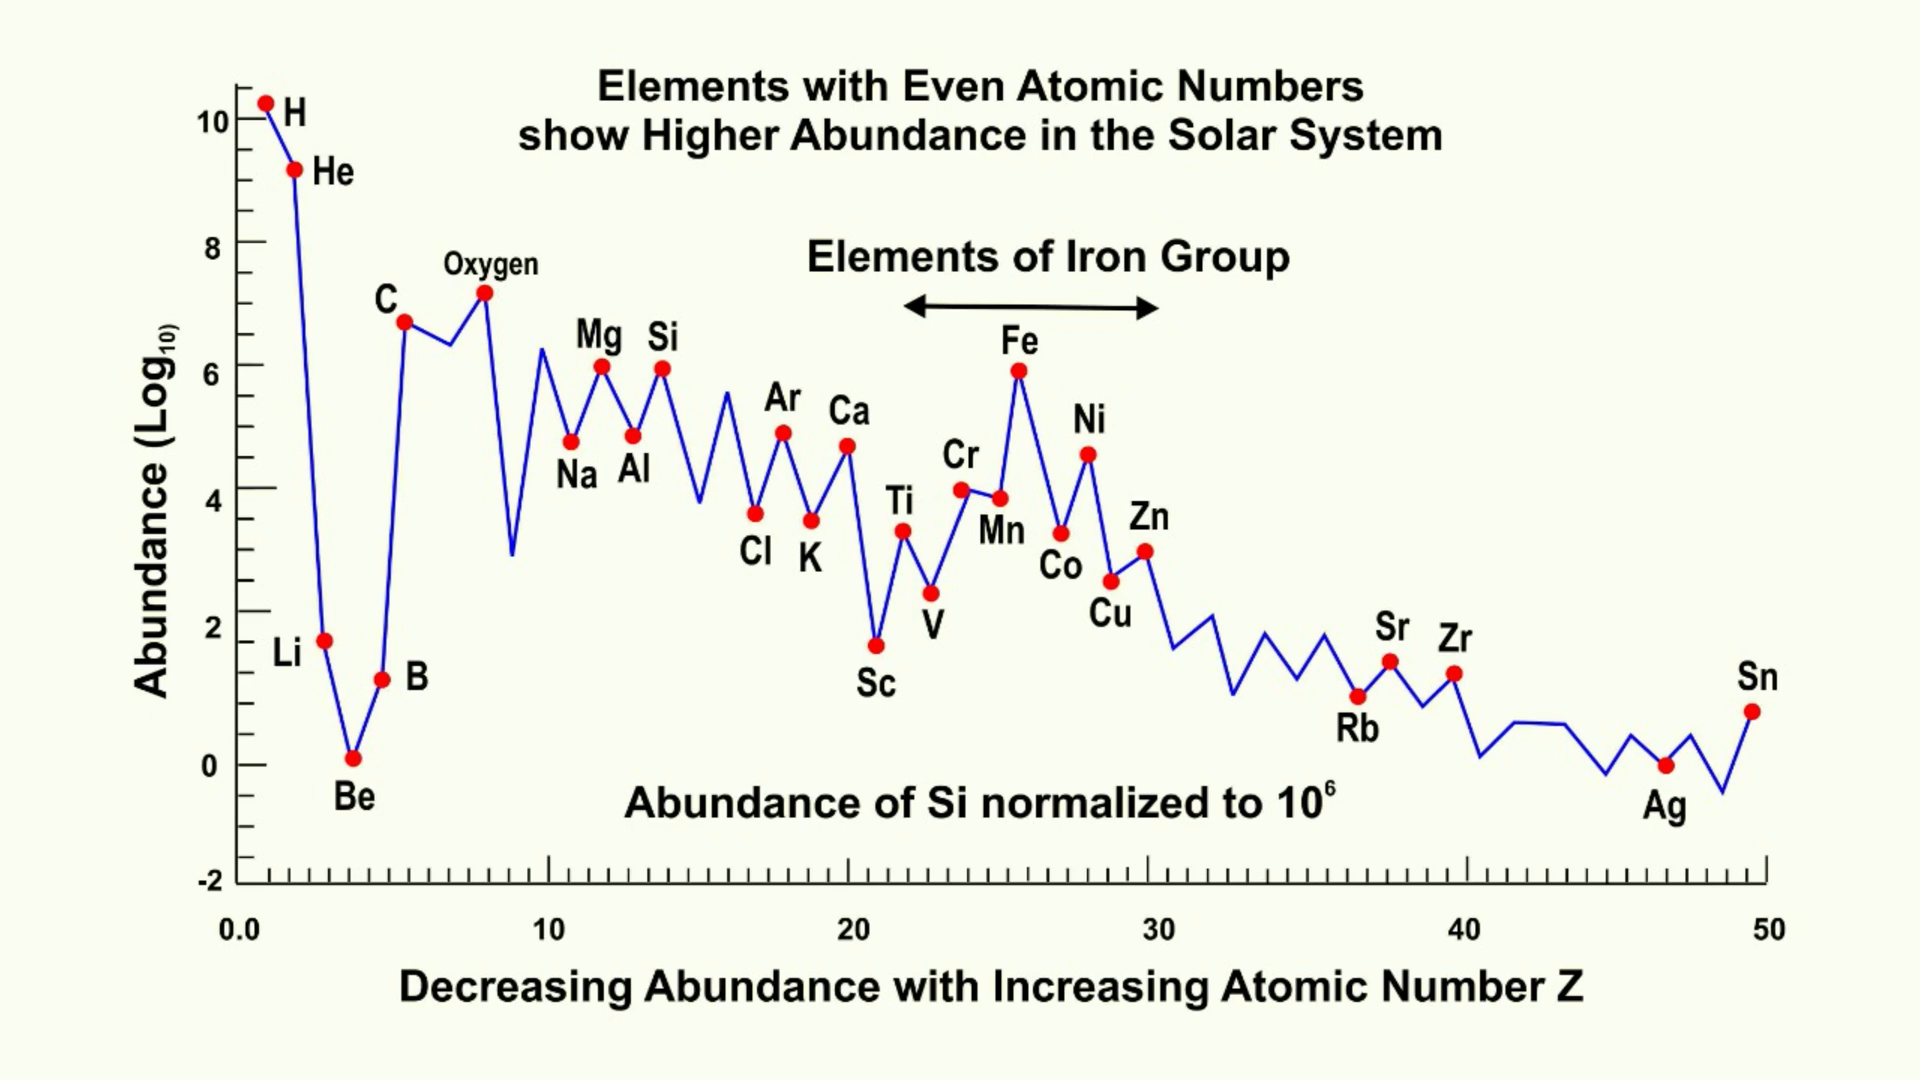 Elements with Even Atomic Numbers
show Higher Abundance in the Solar System
Elements of Iron Group
10
8
6
4
2
0
-2
Abundance (Log10)
H
He
Li
Be
B
C
Oxygen
Na
Mg
Al
Si
Cl
Ar
K
Ca
Sc
Ti
V
Cr
Mn
Fe
Co
Ni
Cu
Zn
Rb
Sr
Zr
Ag
Sn
Abundance of Si normalized to 10⁶
0.0 10 20 30 40 50
Decreasing Abundance with Increasing Atomic Number Z